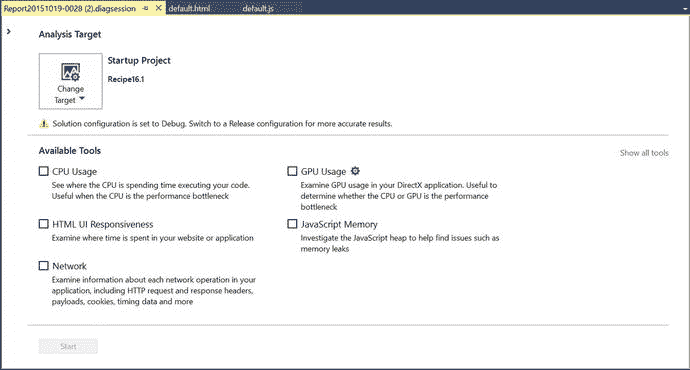 Report20151019-0028 (2).diagsession default.html default.js
Analysis Target
Change
Target
Startup Project
Recipe16.1
Solution configuration is set to Debug. Switch to a Release configuration for more accurate results.
Available Tools
Show all tools
CPU Usage
See where the CPU is spending time executing your code.
Useful when the CPU is the performance bottleneck
GPU Usage
Examine GPU usage in your DirectX application. Useful to
determine whether the CPU or GPU is the performance
bottleneck
HTML UI Responsiveness
Examine where time is spent in your website or application
JavaScript Memory
Investigate the JavaScript heap to help find issues such as
memory leaks
Network
Examine information about each network operation in your
application, including HTTP request and response headers,
payloads, cookies, timing data and more
Start